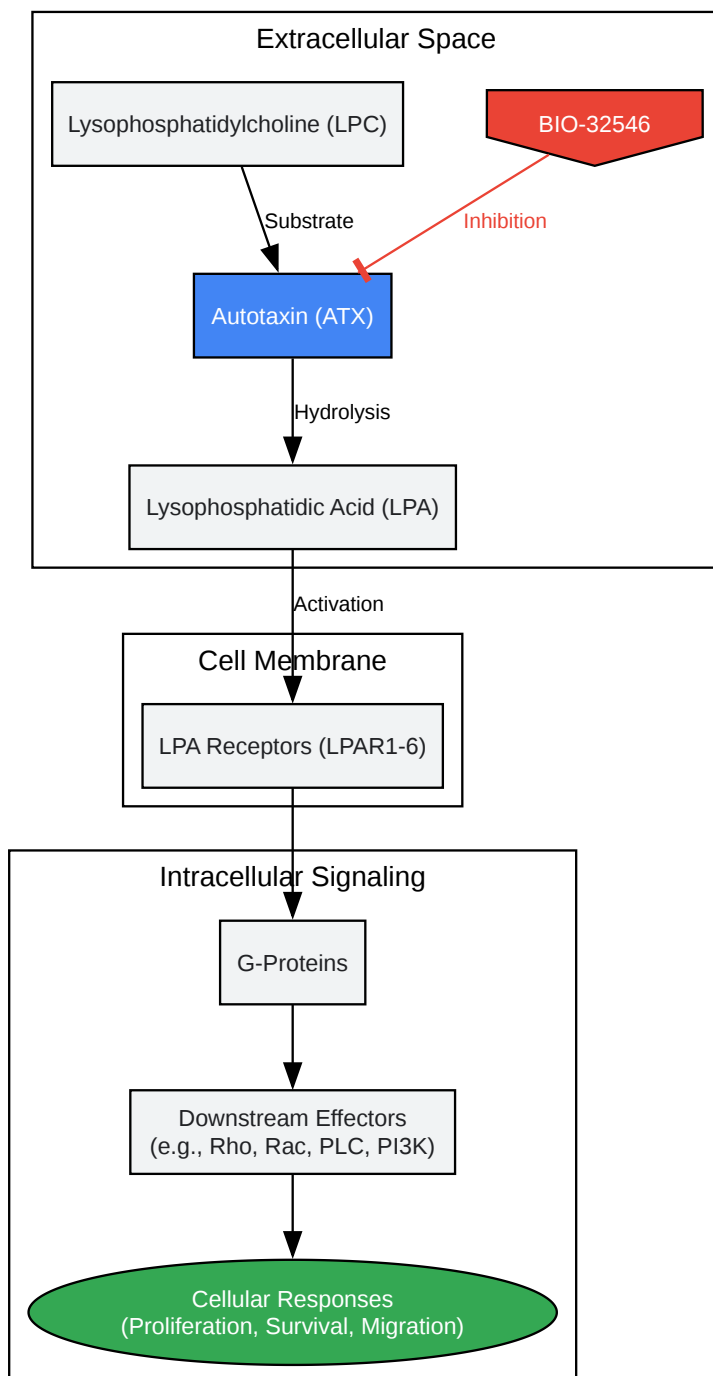 Extracellular Space
Lysophosphatidylcholine (LPC)
BIO-32546
Substrate
Inhibition
Autotaxin (ATX)
Hydrolysis
Lysophosphatidic Acid (LPA)
Activation
Cell Membrane
LPA Receptors (LPAR1-6)
Intracellular Signaling
G-Proteins
Downstream Effectors
(e.g., Rho, Rac, PLC, PI3K)
Cellular Responses
(Proliferation, Survival, Migration)